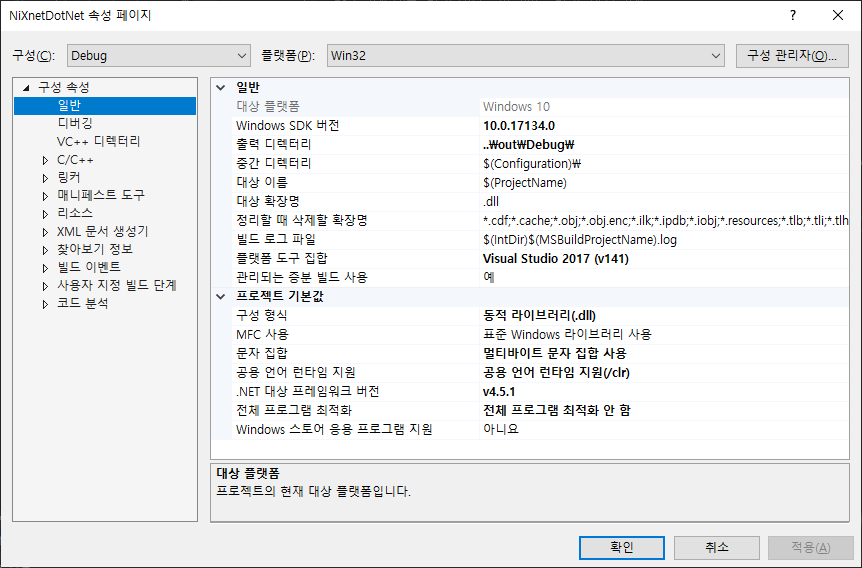 NiXnetDotNet 속성 페이지
구성(C): Debug 플랫폼(P): Win32 구성 관리자(O)...
구성 속성
일반
디버깅
VC++ 디렉터리
C/C++
링커
매니페스트 도구
리소스
XML 문서 생성기
찾아보기 정보
빌드 이벤트
사용자 지정 빌드 단계
코드 분석
일반
대상 플랫폼 Windows 10
Windows SDK 버전 10.0.17134.0
출력 디렉터리 ..₩out₩Debug₩
중간 디렉터리 $(Configuration)₩
대상 이름 $(ProjectName)
대상 확장명 .dll
정리할 때 삭제할 확장명 *.cdf;*.cache;*.obj;*.obj.enc;*.ilk;*.ipdb;*.iobj;*.resources;*.tlb;*.tli;*.tlh
빌드 로그 파일 $(IntDir)$(MSBuildProjectName).log
플랫폼 도구 집합 Visual Studio 2017 (v141)
관리되는 증분 빌드 사용 예
프로젝트 기본값
구성 형식 동적 라이브러리(.dll)
MFC 사용 표준 Windows 라이브러리 사용
문자 집합 멀티바이트 문자 집합 사용
공용 언어 런타임 지원 공용 언어 런타임 지원(/clr)
.NET 대상 프레임워크 버전 v4.5.1
전체 프로그램 최적화 전체 프로그램 최적화 안 함
Windows 스토어 응용 프로그램 지원 아니요
대상 플랫폼
프로젝트의 현재 대상 플랫폼입니다.
확인 취소 적용(A)